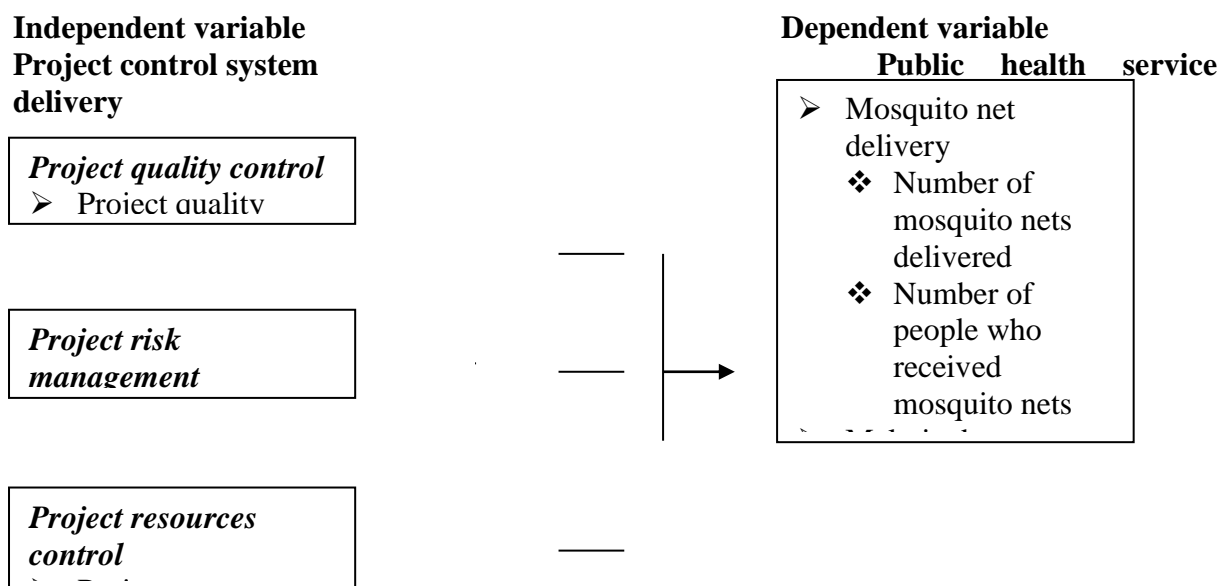 Independent variable
Project control system
delivery
Project quality control
➢ Project quality
Project risk
management
Project resources
control
Dependent variable
Public health service
➢ Mosquito net
delivery
❖ Number of
mosquito nets
delivered
❖ Number of
people who
received
mosquito nets